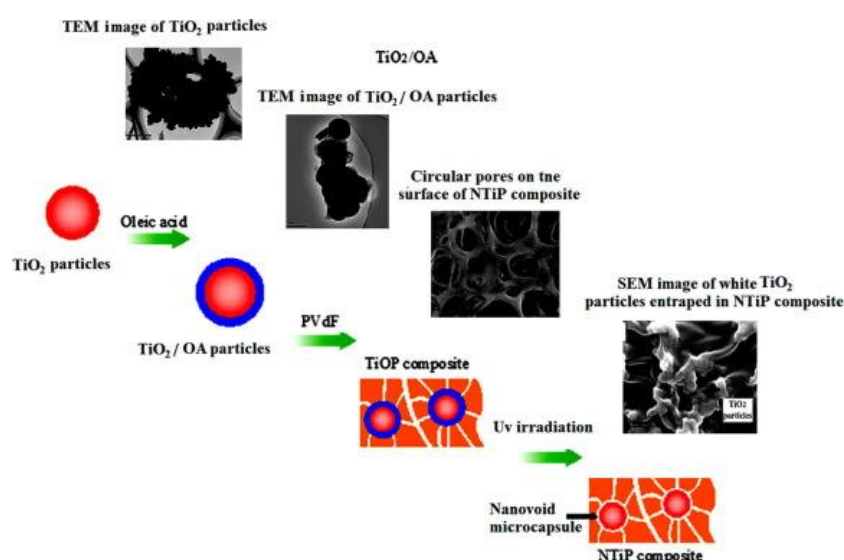 TEM image of TiO₂ particles
TiO₂/OA
TEM image of TiO₂ / OA particles
Circular pores on tne
surface of NTiP composite
Oleic acid
TiO₂ particles
SEM image of white TiO₂
particles entraped in NTiP composite
PVdF
TiO₂ / OA particles
TiOP composite
TiO₂
particles
Uv irradiation
Nanovoid
microcapsule
NTiP composite